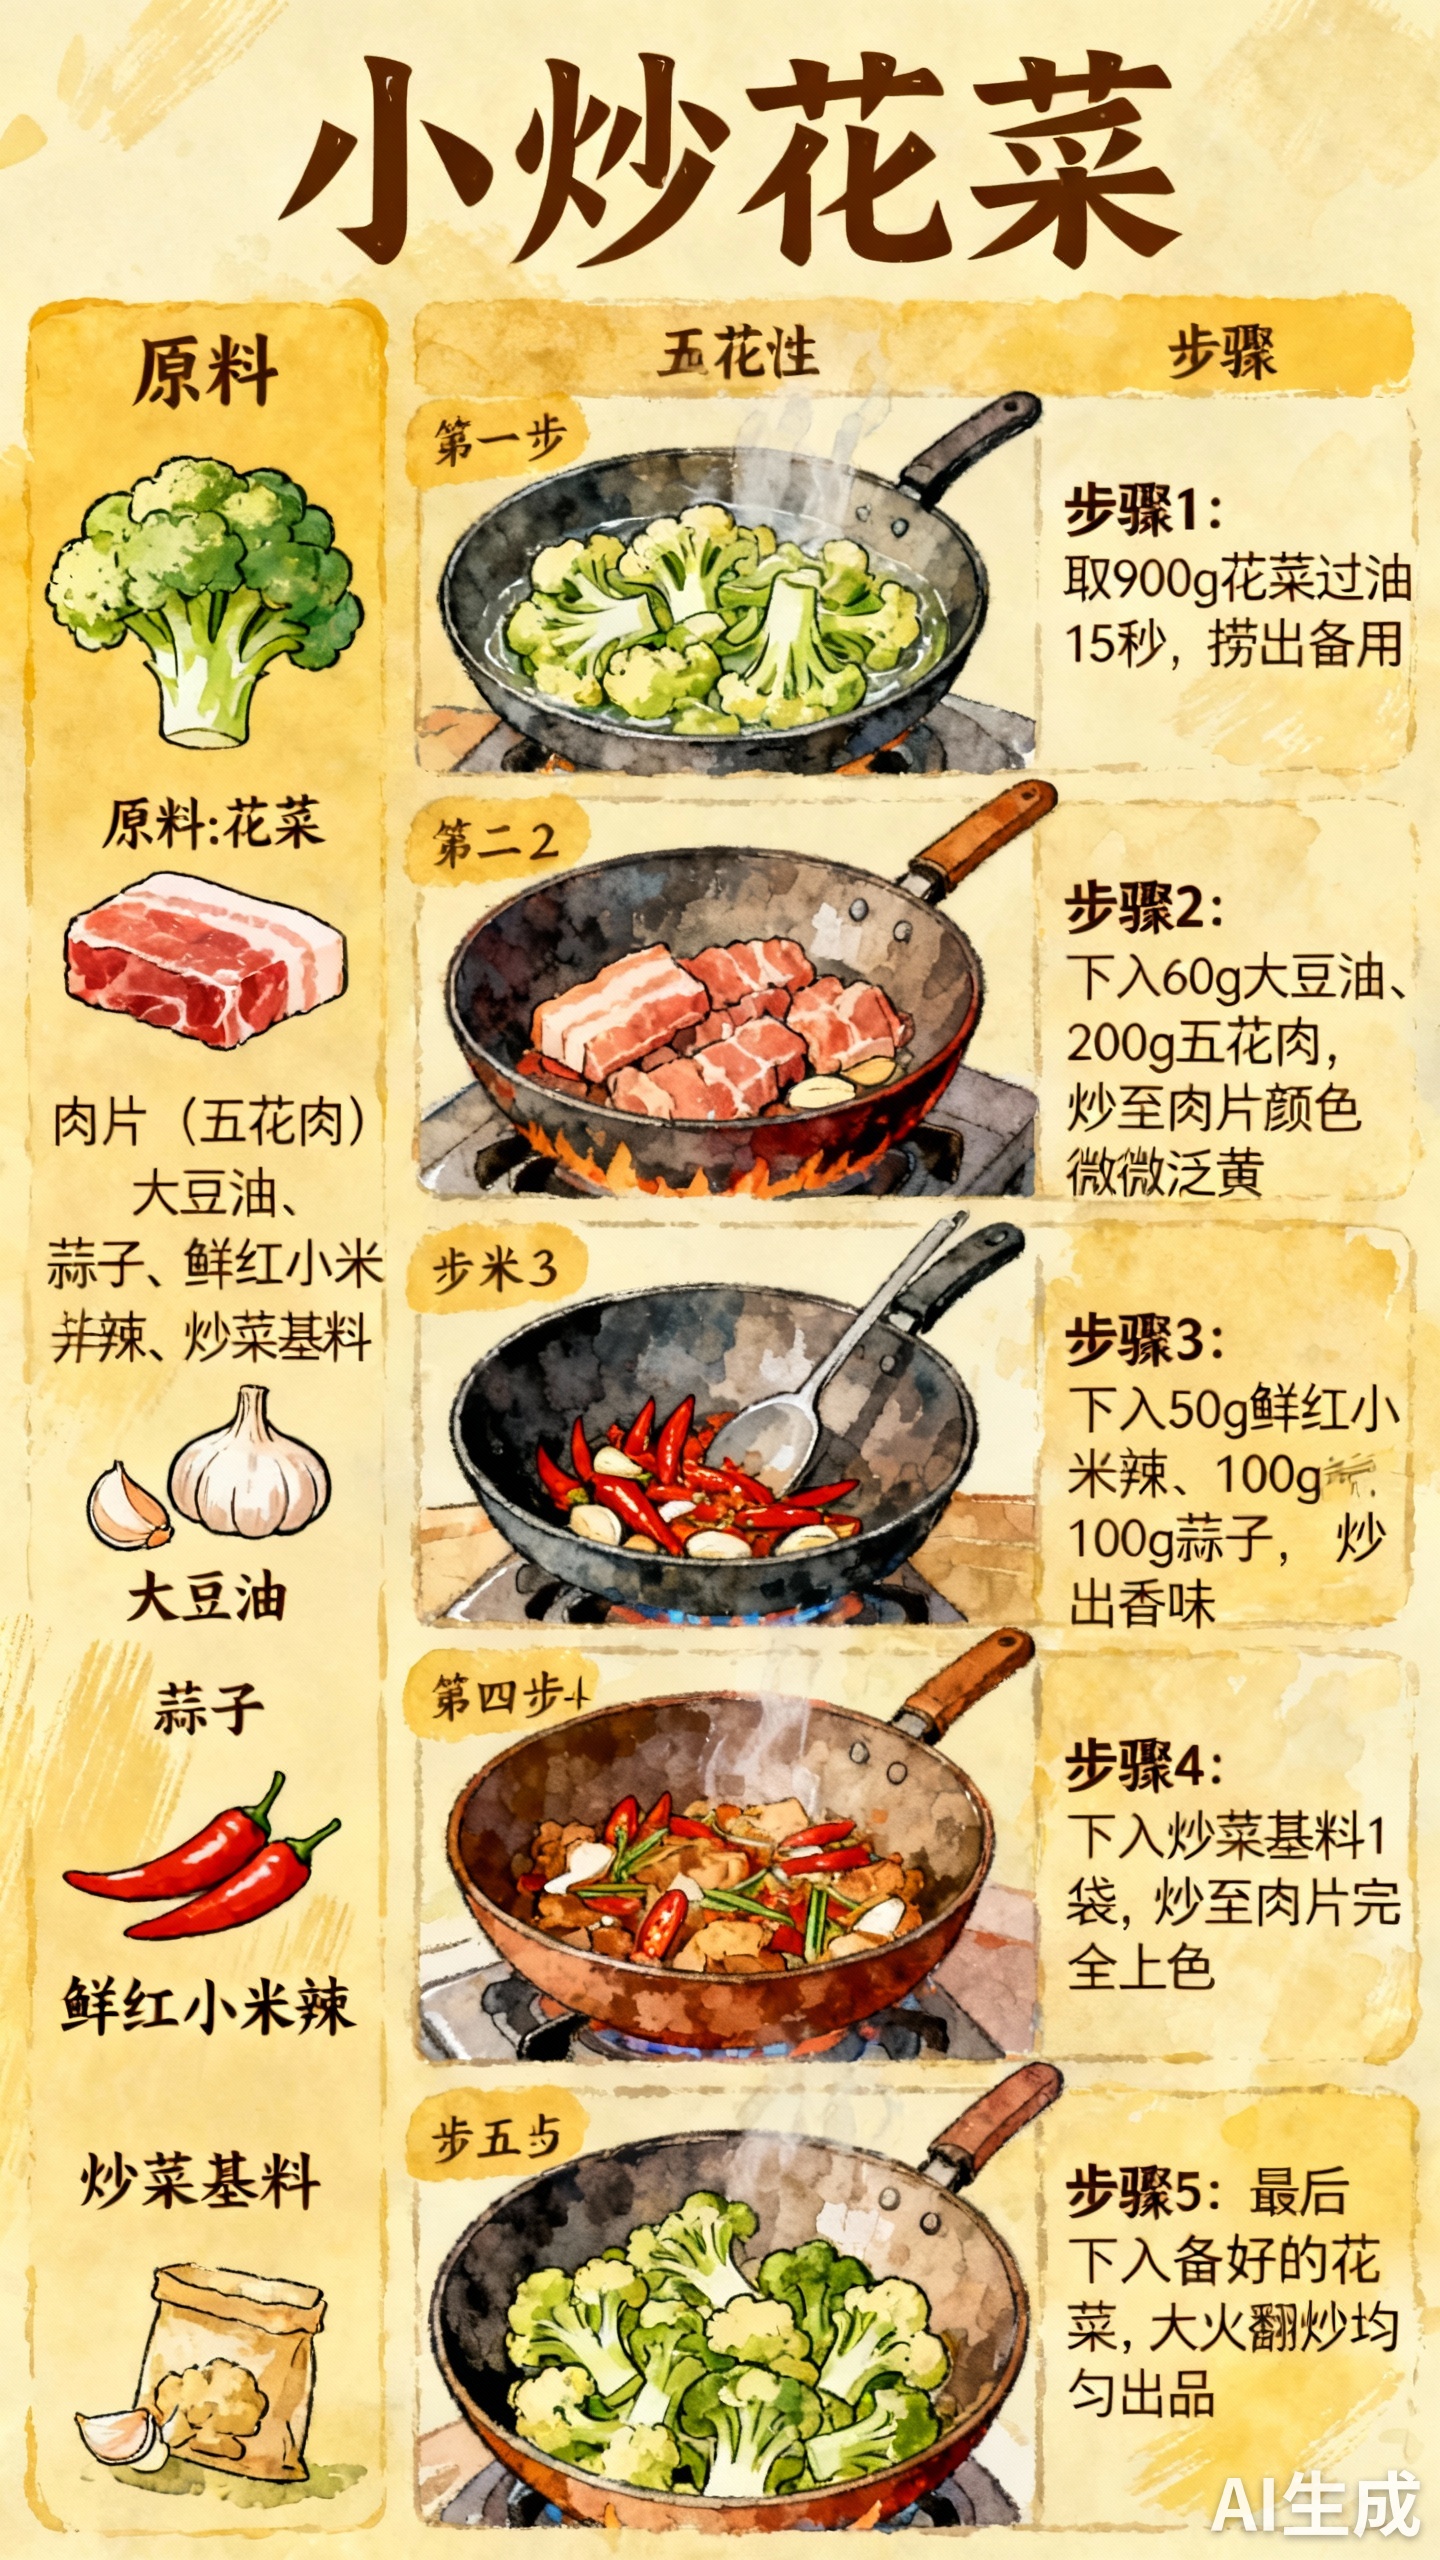 小炒花菜
原料
原料:花菜
肉片（五花肉）
大豆油、
蒜子、鲜红小米
辣、炒菜基料
大豆油
蒜子
鲜红小米辣
炒菜基料
五花性
步骤
第一步
步骤1：
取900g花菜过油
15秒，捞出备用
第二2
步骤2：
下入60g大豆油、
200g五花肉，
炒至肉片颜色
微微泛黄
步米3
步骤3：
下入50g鲜红小
米辣、100g
100g蒜子， 炒
出香味
第四步
步骤4：
下入炒菜基料1
袋，炒至肉片完
全上色
步五
步骤5：最后
下入备好的花
菜，大火翻炒均
匀出品
AI生成